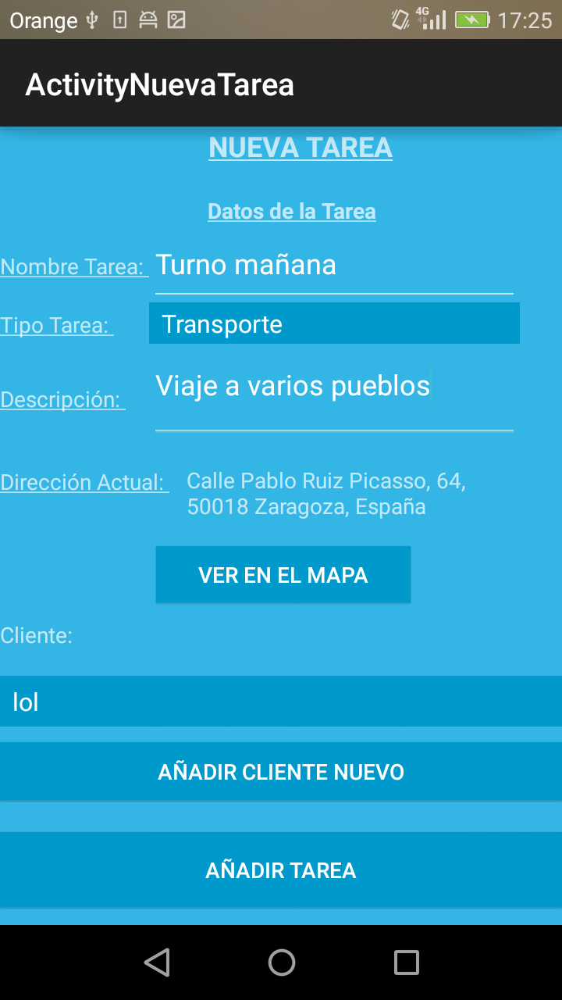 Orange 4G 17:25
ActivityNuevaTarea
NUEVA TAREA
Datos de la Tarea
Nombre Tarea: Turno mañana
Tipo Tarea: Transporte
Descripción: Viaje a varios pueblos
Dirección Actual: Calle Pablo Ruiz Picasso, 64,
50018 Zaragoza, España
VER EN EL MAPA
Cliente:
lol
AÑADIR CLIENTE NUEVO
AÑADIR TAREA